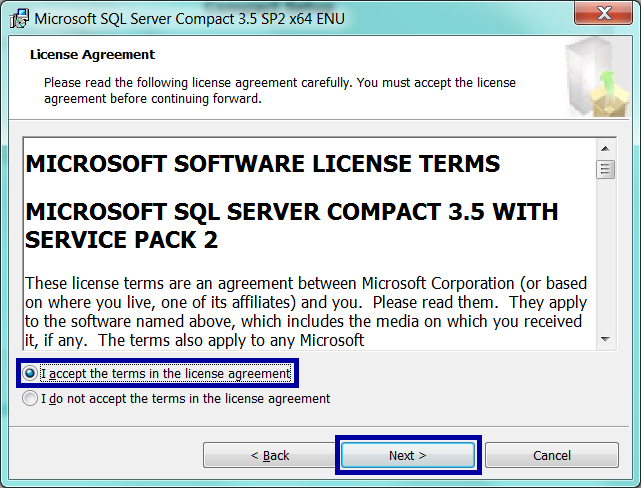 Microsoft SQL Server Compact 3.5 SP2 x64 ENU
License Agreement
Please read the following license agreement carefully. You must accept the license
agreement before continuing forward.
MICROSOFT SOFTWARE LICENSE TERMS
MICROSOFT SQL SERVER COMPACT 3.5 WITH
SERVICE PACK 2
These license terms are an agreement between Microsoft Corporation (or based
on where you live, one of its affiliates) and you.  Please read them.  They apply
to the software named above, which includes the media on which you received
it, if any.  The terms also apply to any Microsoft
I accept the terms in the license agreement
I do not accept the terms in the license agreement
< Back
Next >
Cancel